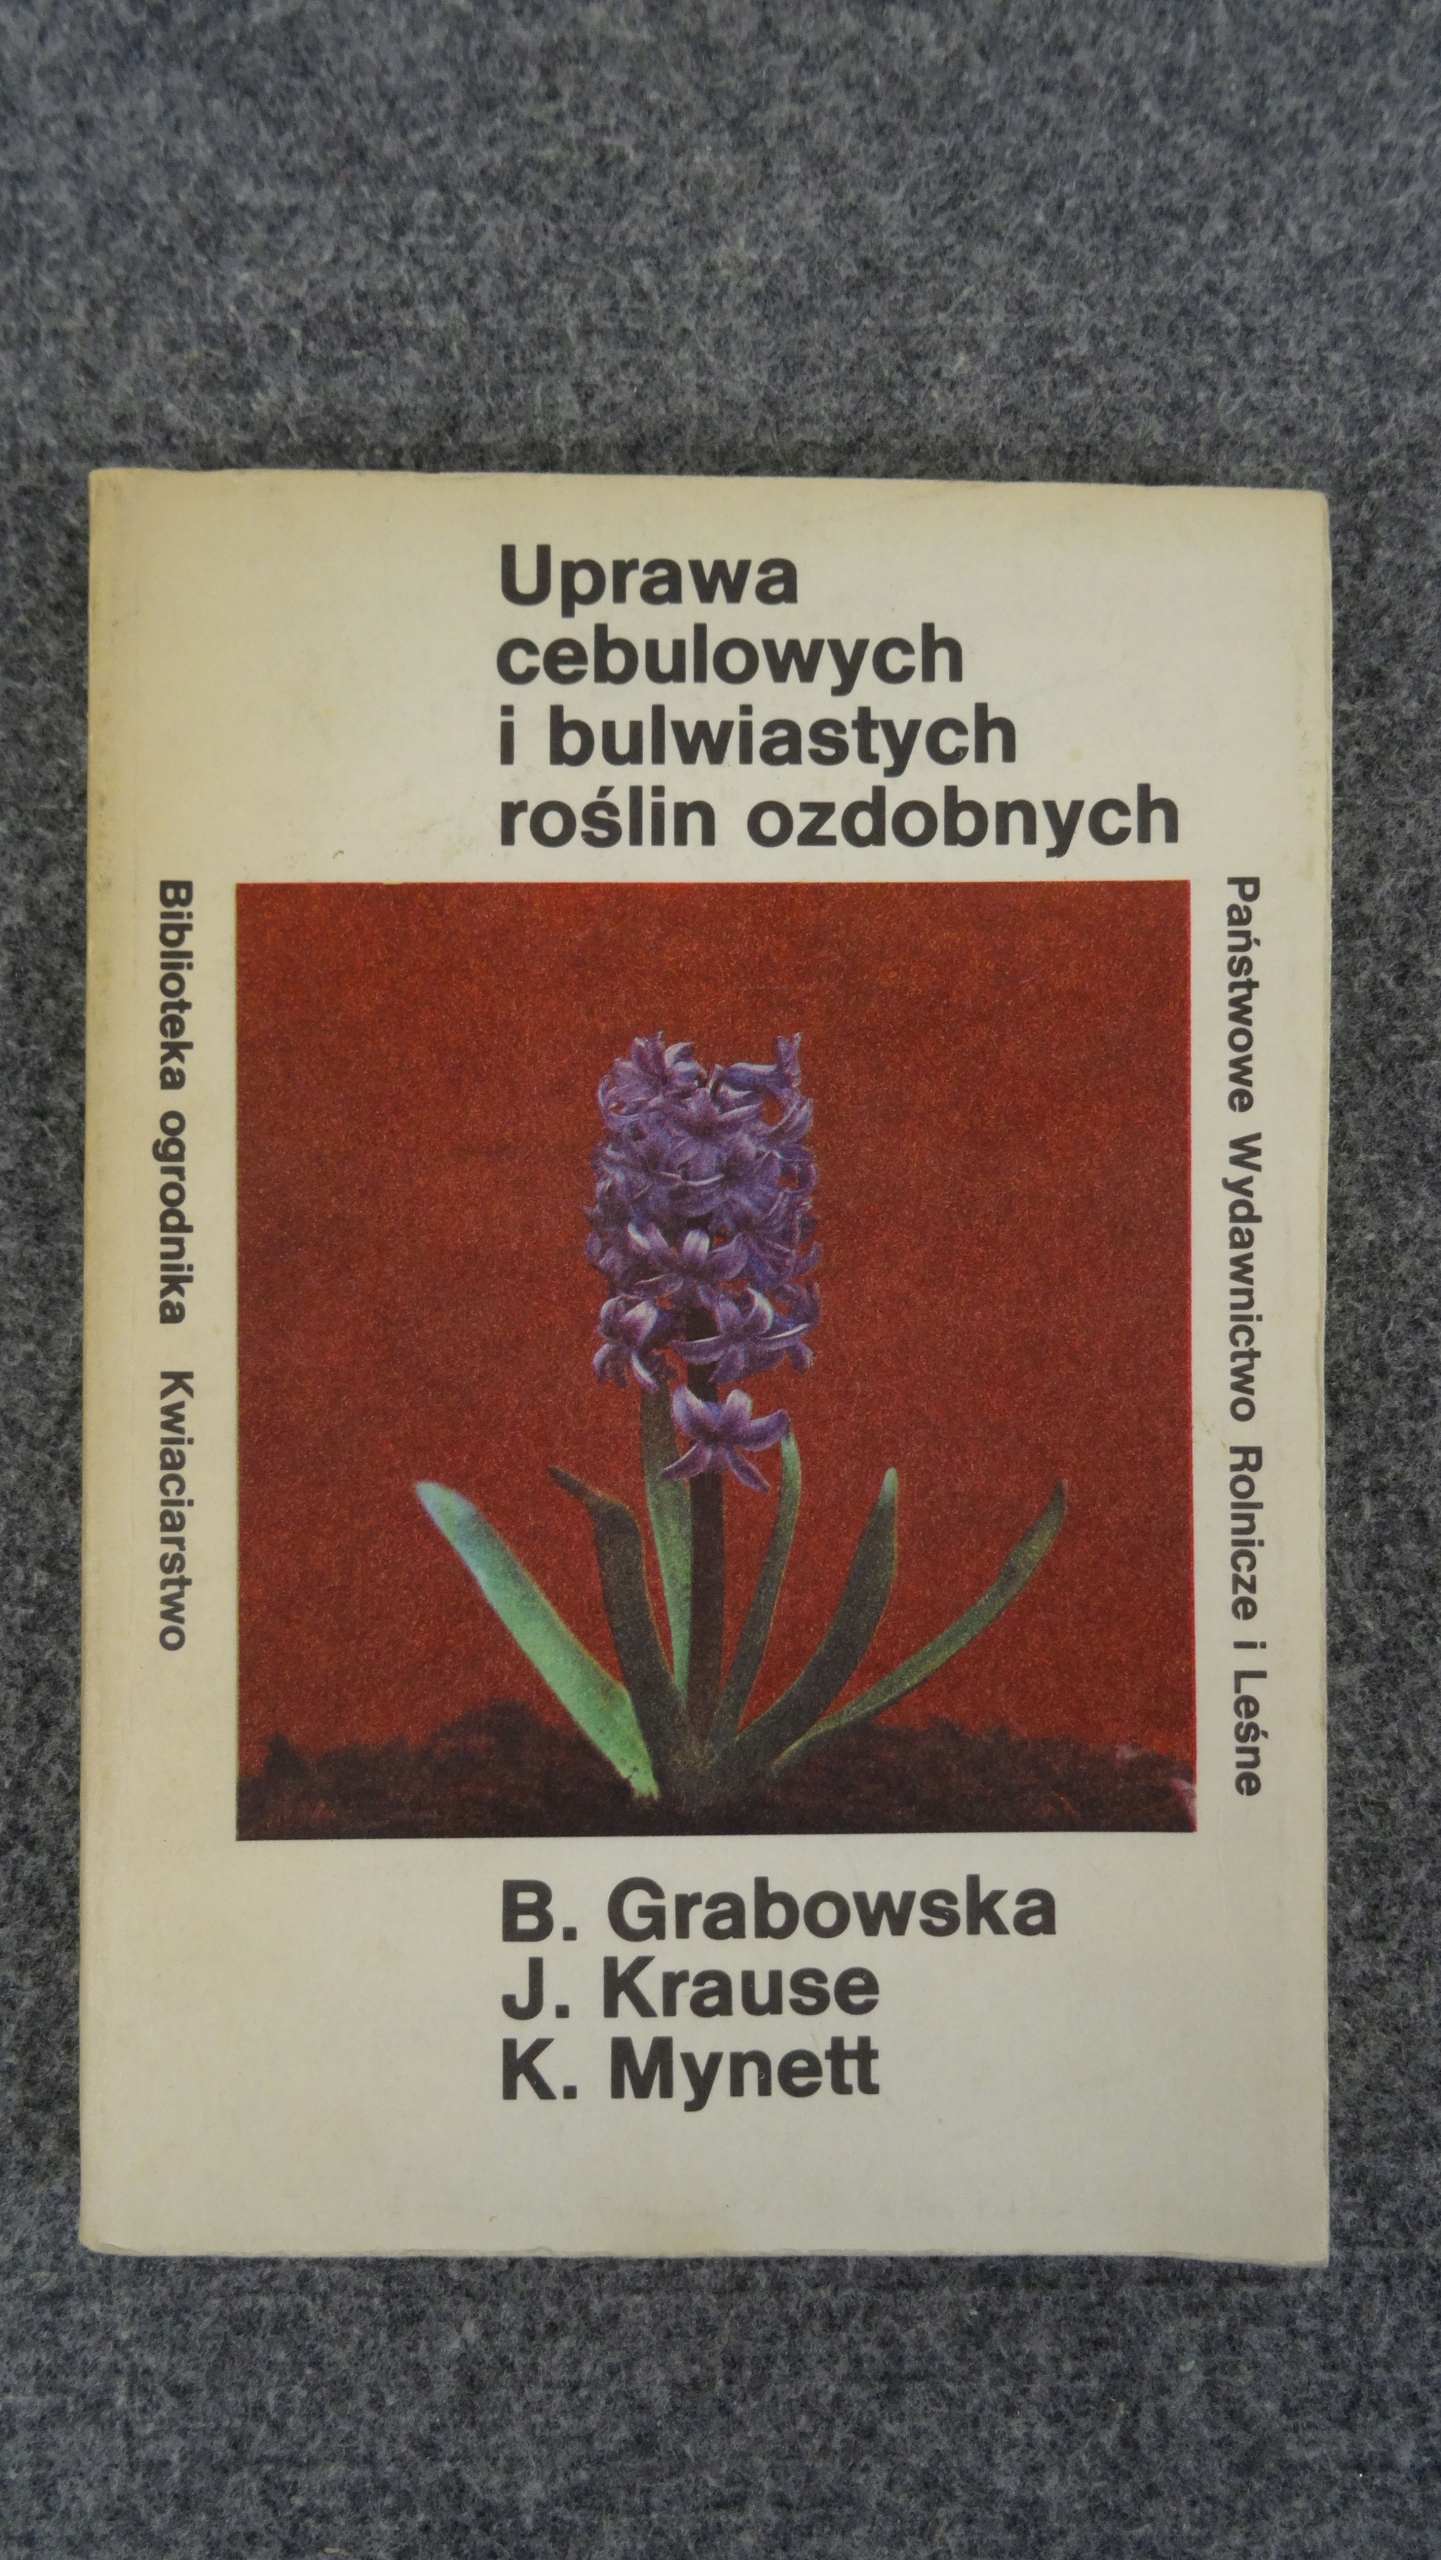 Uprawa
cebulowych
i bulwiastych
roślin ozdobnych
Biblioteka ogrodnika Kwiaciarstwo
Państwowe Wydawnictwo Rolnicze i Leśne
B. Grabowska
J. Krause
K. Mynett